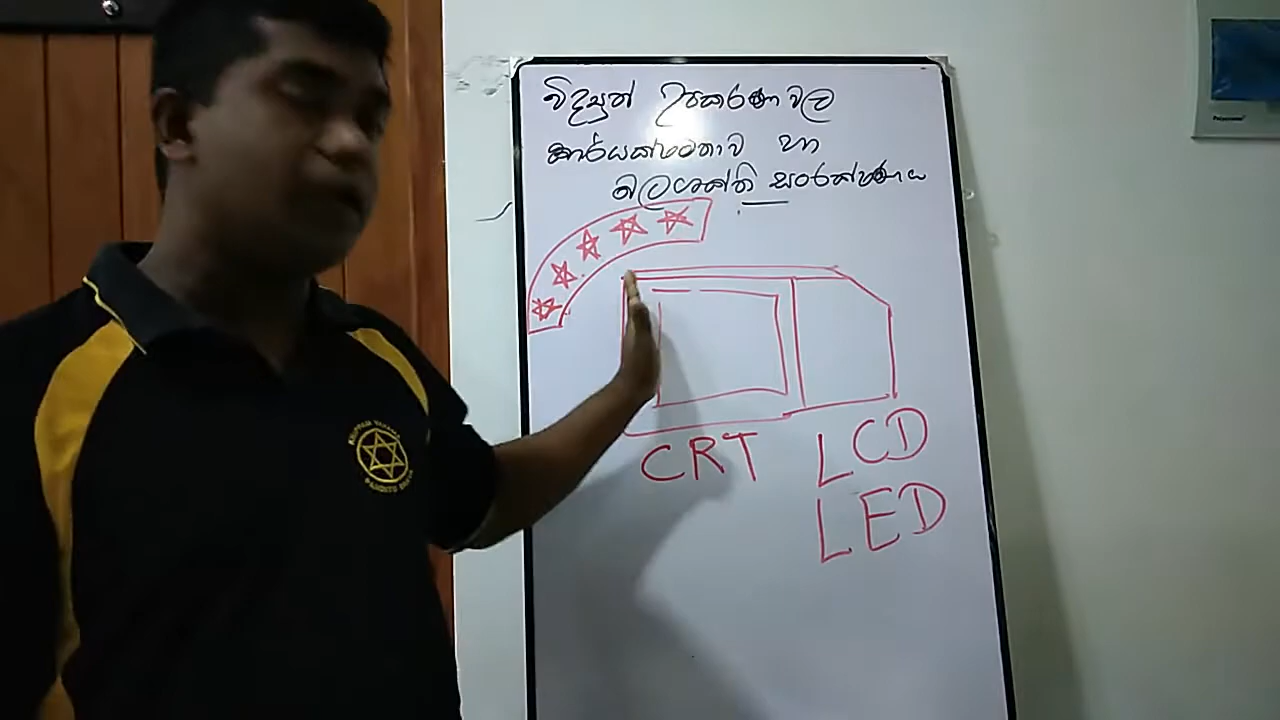 විද්‍යුත් උපකරණවල
කාර්යක්ෂමතාව හා
බලශක්ති සංරක්ෂණය
CRT
LCD
LED